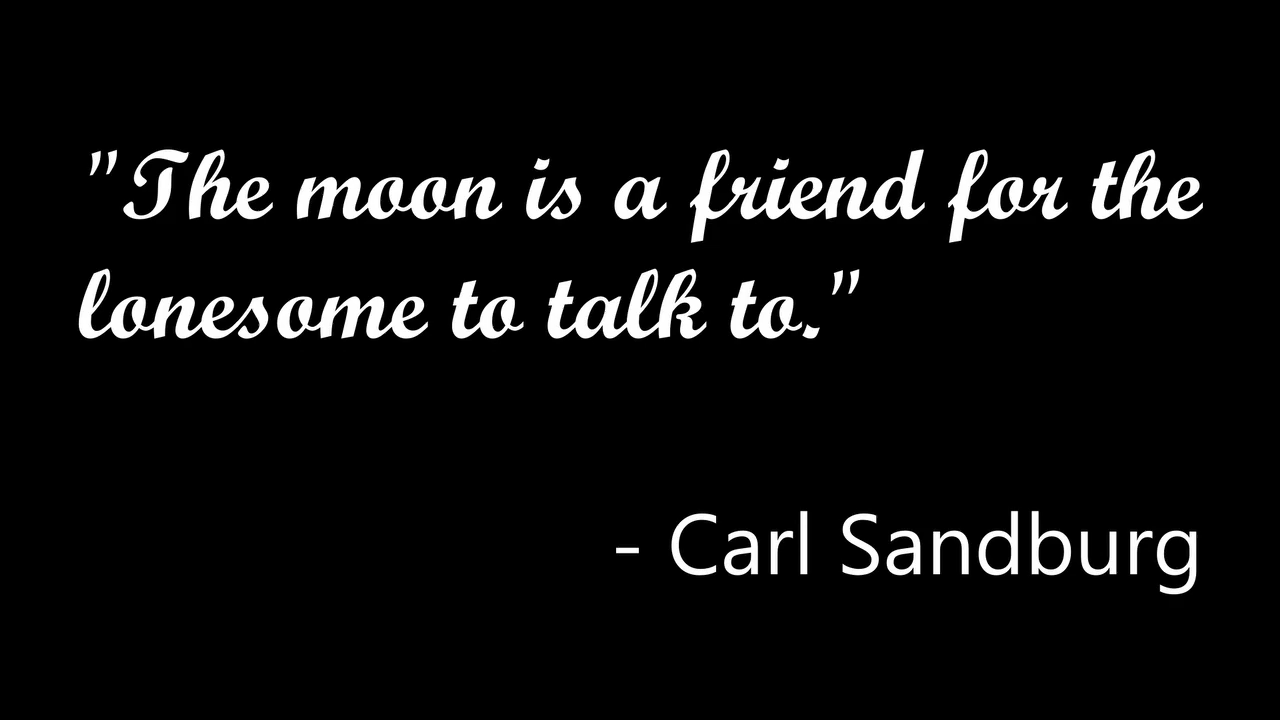 "The moon is a friend for the
lonesome to talk to."
- Carl Sandburg